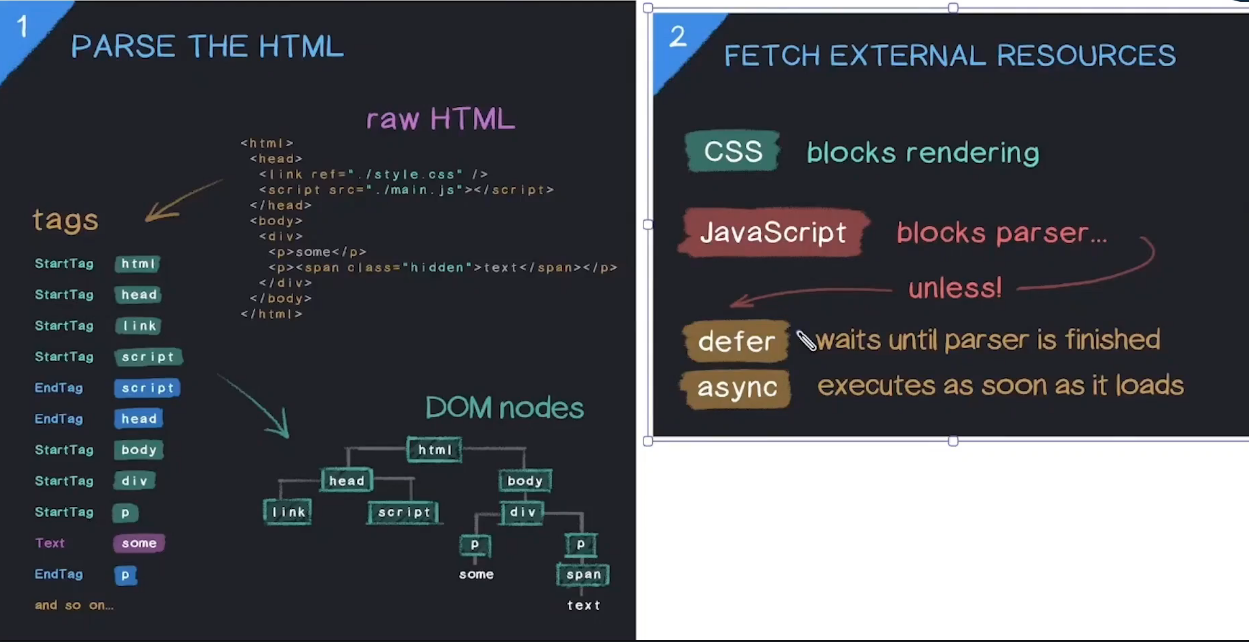 1
PARSE THE HTML
raw HTML
<html>
<head>
<link ref="./style.css" />
<script src="./main.js"></script>
</head>
<body>
<div>
<p>some</p>
<p><span class="hidden">text</span></p>
</div>
</body>
</html>
tags
StartTag html
StartTag head
StartTag link
StartTag script
EndTag script
EndTag head
StartTag body
StartTag div
StartTag p
Text some
EndTag p
and so on...
DOM nodes
html
head body
link script div
p p
some span
text
2
FETCH EXTERNAL RESOURCES
CSS blocks rendering
JavaScript blocks parser...
unless!
defer waits until parser is finished
async executes as soon as it loads